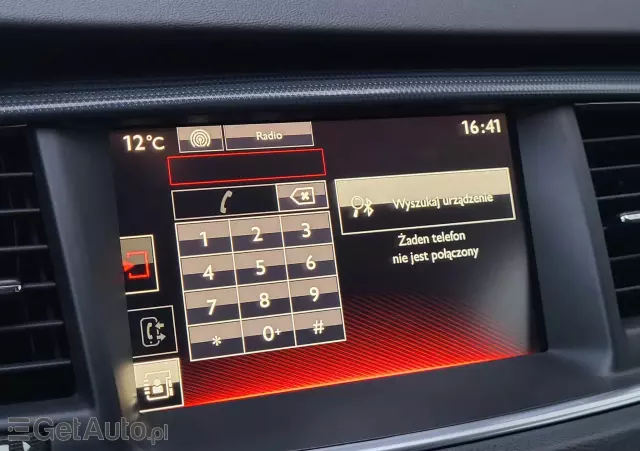 12°C
Radio
16:41
Wyszukaj urządzenie
Żaden telefon
nie jest połączony
1 2 3
4 5 6
7 8 9
* 0+ #
GetAuto.pl